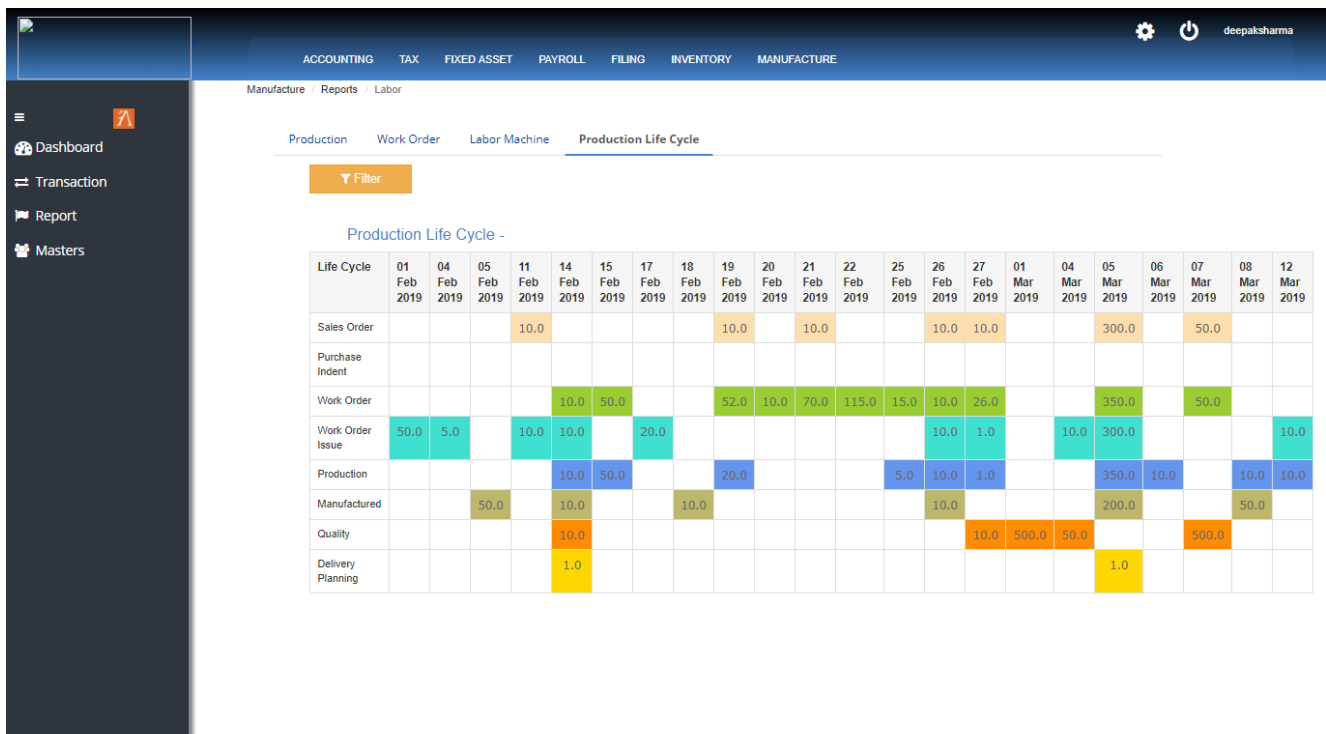 deepaksharma
ACCOUNTING TAX FIXED ASSET PAYROLL FILING INVENTORY MANUFACTURE
Manufacture / Reports / Labor
Dashboard
Transaction
Report
Masters
Production Work Order Labor Machine Production Life Cycle
Filter
Production Life Cycle -
Life Cycle 01 04 05 11 14 15 17 18 19 20 21 22 25 26 27 01 04 05 06 07 08 12
Feb Feb Feb Feb Feb Feb Feb Feb Feb Feb Feb Feb Feb Feb Feb Mar Mar Mar Mar Mar Mar Mar
2019 2019 2019 2019 2019 2019 2019 2019 2019 2019 2019 2019 2019 2019 2019 2019 2019 2019 2019 2019 2019 2019
Sales Order 10.0 10.0 10.0 10.0 10.0 300.0 50.0
Purchase
Indent
Work Order 10.0 50.0 52.0 10.0 70.0 115.0 15.0 10.0 26.0 350.0 50.0
Work Order
Issue 50.0 5.0 10.0 10.0 20.0 10.0 1.0 10.0 300.0 10.0
Production 10.0 50.0 20.0 5.0 10.0 1.0 350.0 10.0 10.0 10.0
Manufactured 50.0 10.0 10.0 10.0 200.0 50.0
Quality 10.0 10.0 500.0 50.0 500.0
Delivery
Planning 1.0 1.0